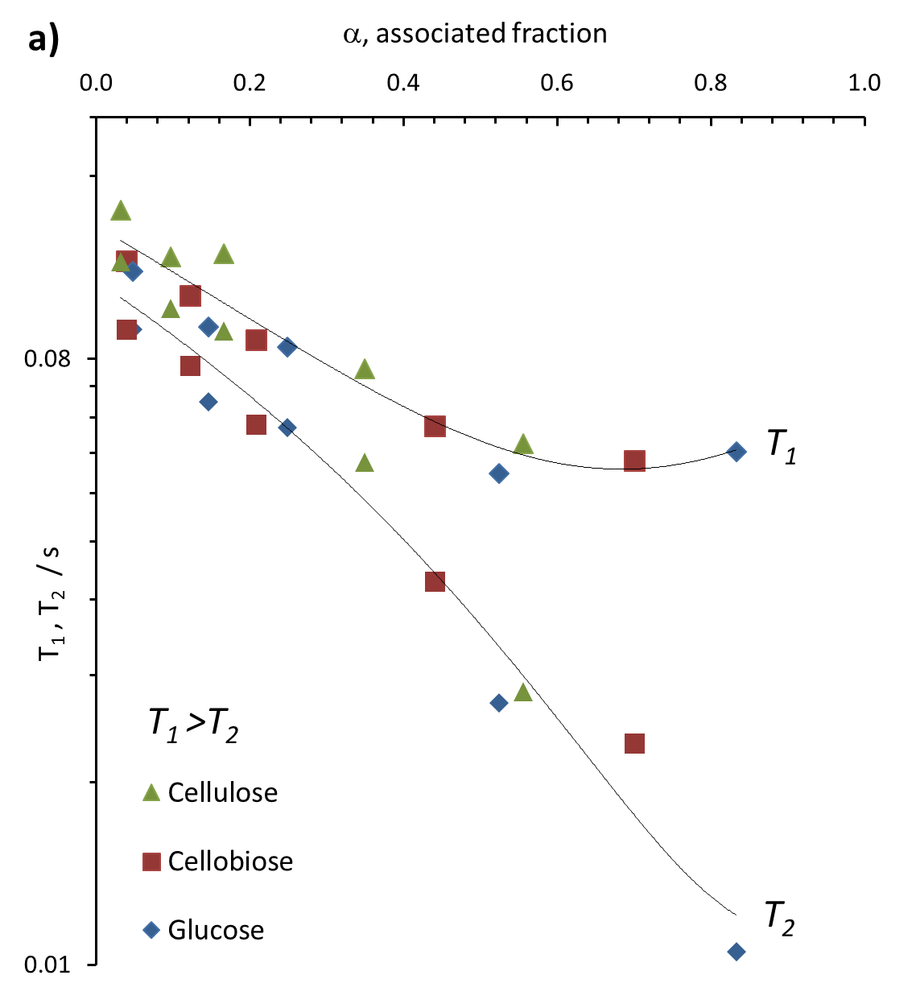 a)
α, associated fraction
0.0 0.2 0.4 0.6 0.8 1.0
0.08
T1
T1, T2 / s
T1 >T2
Cellulose
Cellobiose
T2
Glucose
0.01